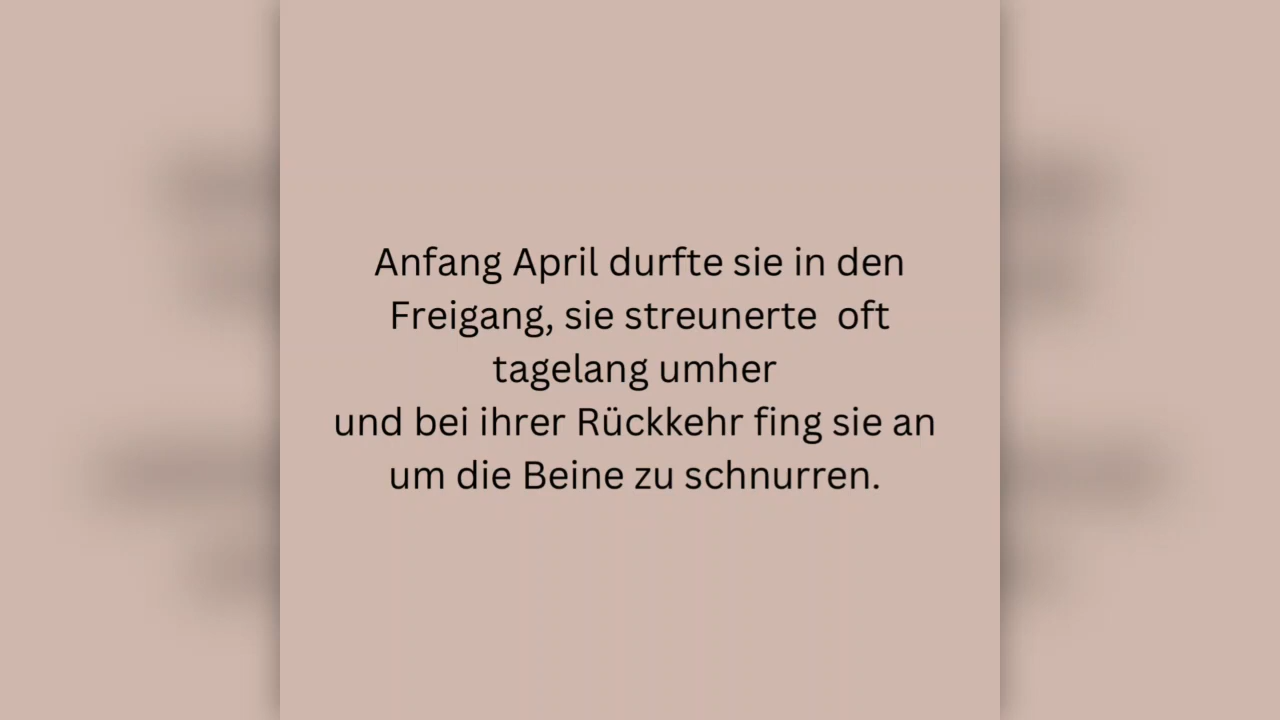 Anfang April durfte sie in den
Freigang, sie streunerte  oft
tagelang umher
und bei ihrer Rückkehr fing sie an
um die Beine zu schnurren.